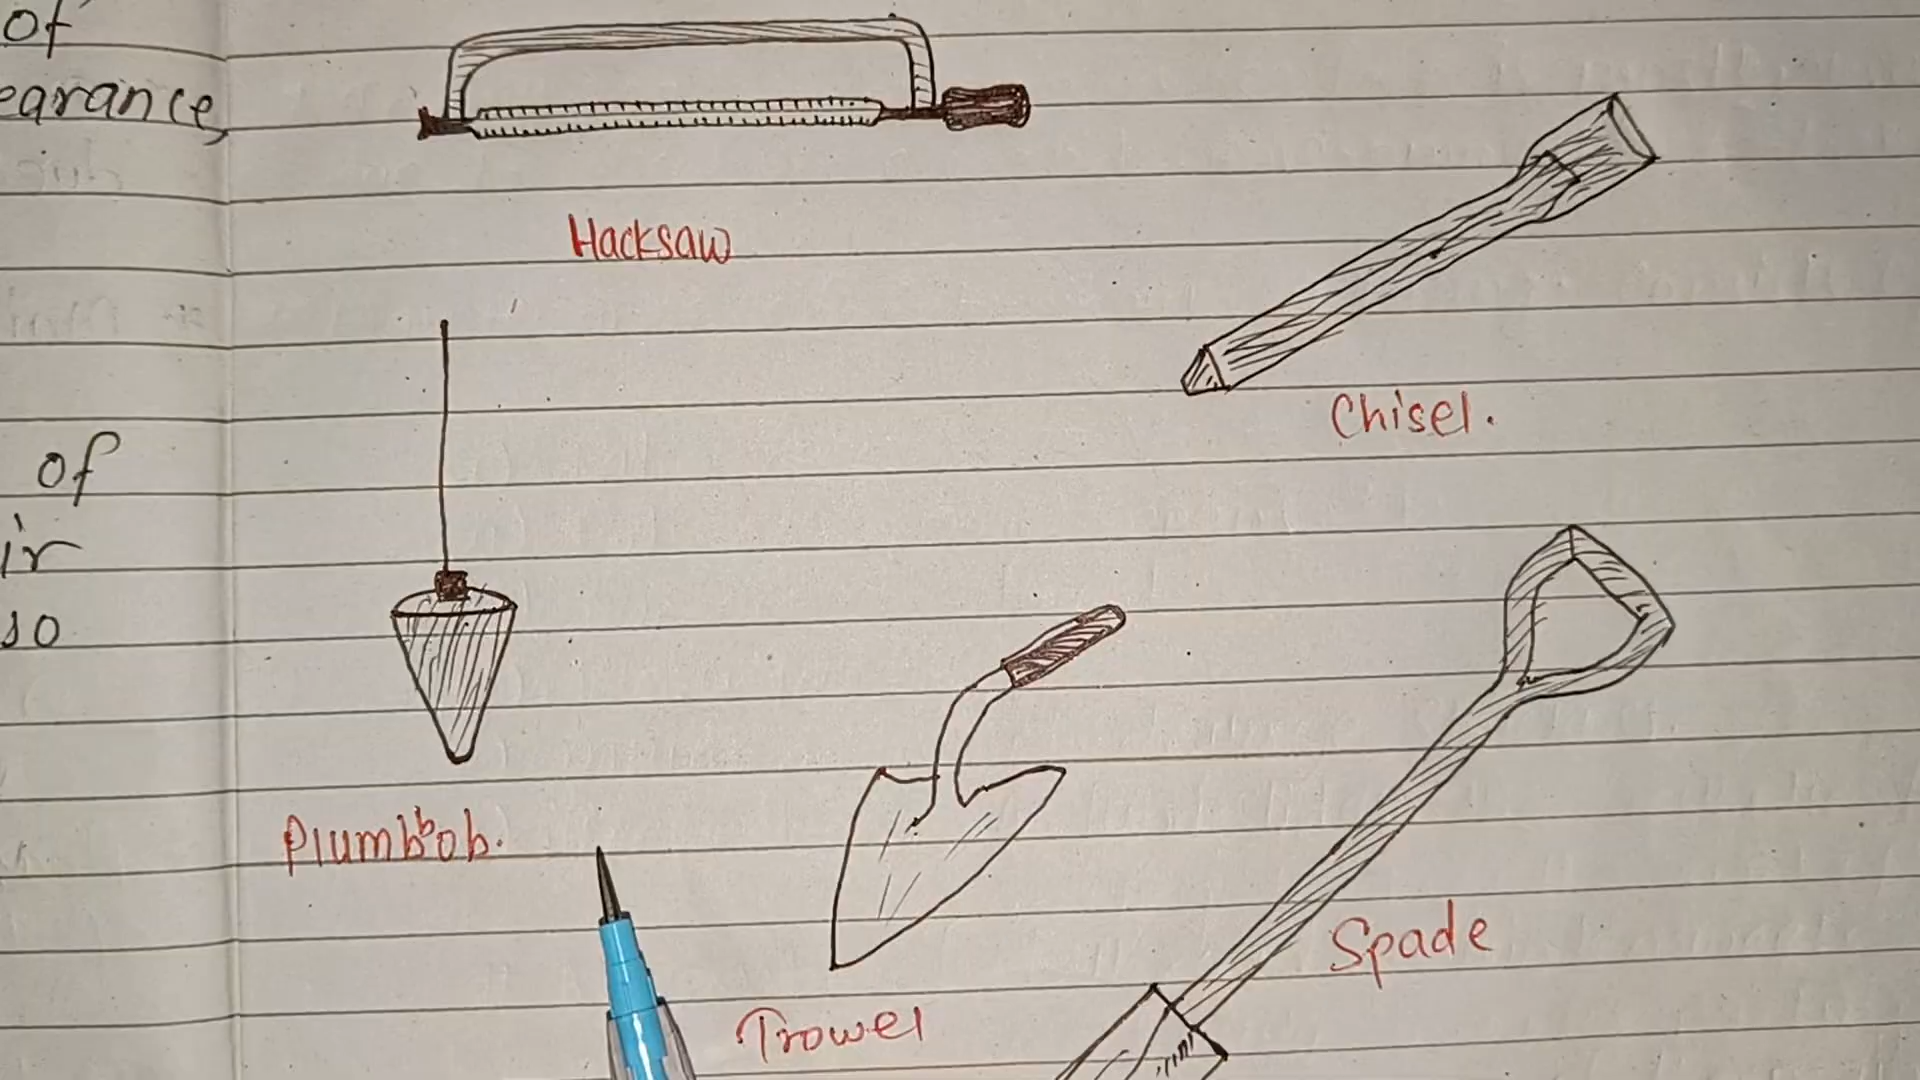 of
earance,
Hacksaw
Chisel.
of
ir
so
Plumbbob.
Spade
Trowel